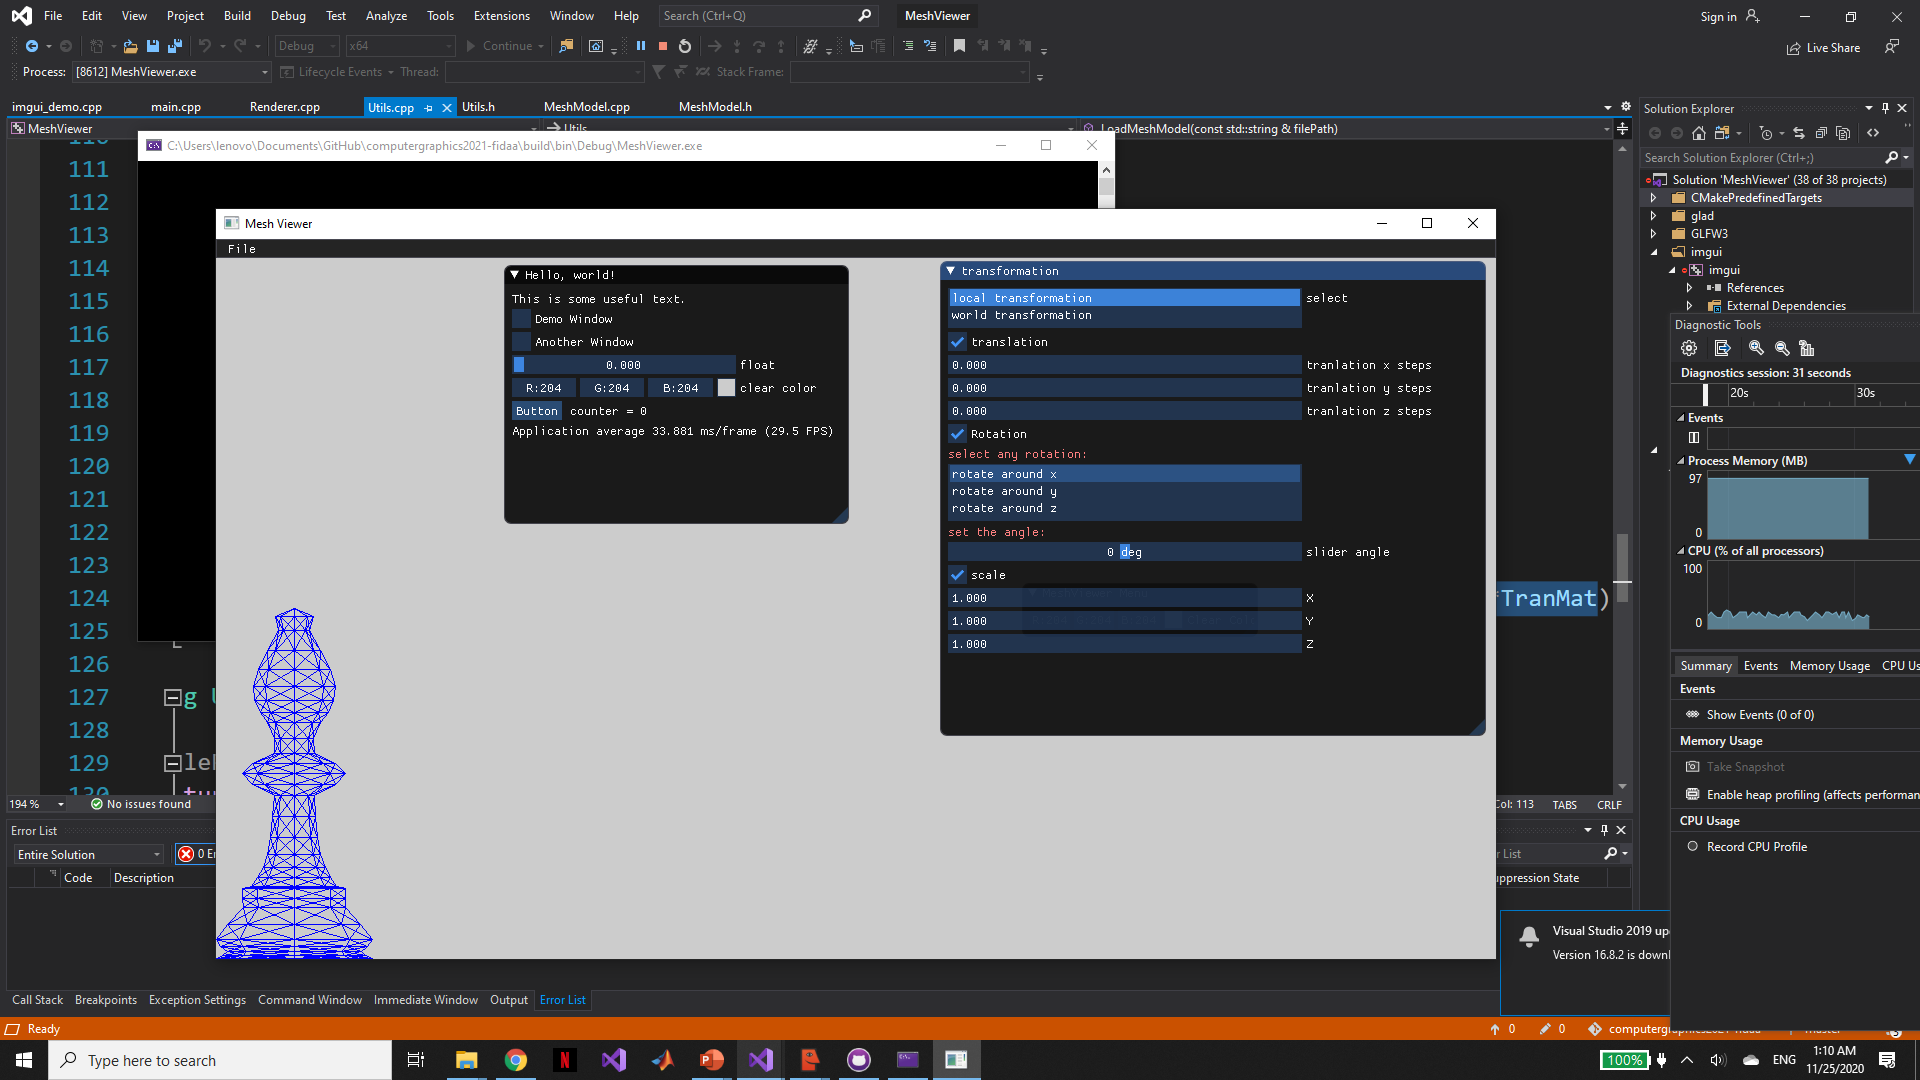 File Edit View Project Build Debug Test Analyze Tools Extensions Window Help Search (Ctrl+Q) MeshViewer Sign in
Debug x64 Continue Live Share
Process: [8612] MeshViewer.exe Lifecycle Events Thread: Stack Frame:
imgui_demo.cpp main.cpp Renderer.cpp Utils.cpp Utils.h MeshModel.cpp MeshModel.h
MeshViewer Utils LoadMeshModel(const std::string & filePath)
C:\Users\lenovo\Documents\GitHub\computergraphics2021-fidaa\build\bin\Debug\MeshViewer.exe
111
112
113
114
115
116
117
118
119
120
121
122
123
124
125
126
127
128
129
130
TranMat)
Mesh Viewer
File
Hello, world!
This is some useful text.
Demo Window
Another Window
0.000 float
R:204 G:204 B:204 clear color
Button counter = 0
Application average 33.881 ms/frame (29.5 FPS)
transformation
local transformation select
world transformation
translation
0.000 tranlation x steps
0.000 tranlation y steps
0.000 tranlation z steps
Rotation
select any rotation:
rotate around x
rotate around y
rotate around z
set the angle:
0 deg slider angle
scale
1.000 X
1.000 Y
1.000 Z
194 % No issues found Col: 113 TABS CRLF
Error List
Entire Solution 0 Er
Code Description
Call Stack Breakpoints Exception Settings Command Window Immediate Window Output Error List
Ready 0 0
Solution Explorer
Search Solution Explorer (Ctrl+;)
Solution 'MeshViewer' (38 of 38 projects)
CMakePredefinedTargets
glad
GLFW3
imgui
imgui
References
External Dependencies
Diagnostic Tools
Diagnostics session: 31 seconds
20s 30s
Events
Process Memory (MB)
97
0
CPU (% of all processors)
100
0
Summary Events Memory Usage CPU Us
Events
Show Events (0 of 0)
Memory Usage
Take Snapshot
Enable heap profiling (affects performan
CPU Usage
Record CPU Profile
Visual Studio 2019 up
Version 16.8.2 is downl
Type here to search
100% ENG 1:10 AM
11/25/2020